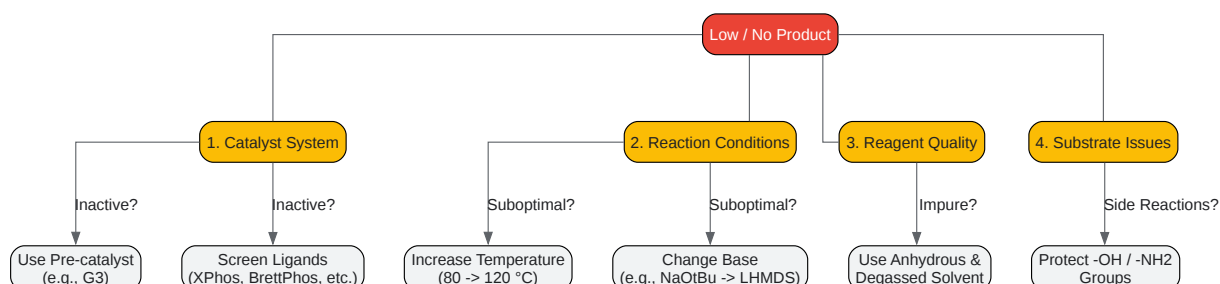 Low / No Product
1. Catalyst System
2. Reaction Conditions
3. Reagent Quality
4. Substrate Issues
Inactive?
Inactive?
Suboptimal?
Suboptimal?
Impure?
Side Reactions?
Use Pre-catalyst
(e.g., G3)
Screen Ligands
(XPhos, BrettPhos, etc.)
Increase Temperature
(80 -> 120 °C)
Change Base
(e.g., NaOtBu -> LHMDS)
Use Anhydrous &
Degassed Solvent
Protect -OH / -NH2
Groups